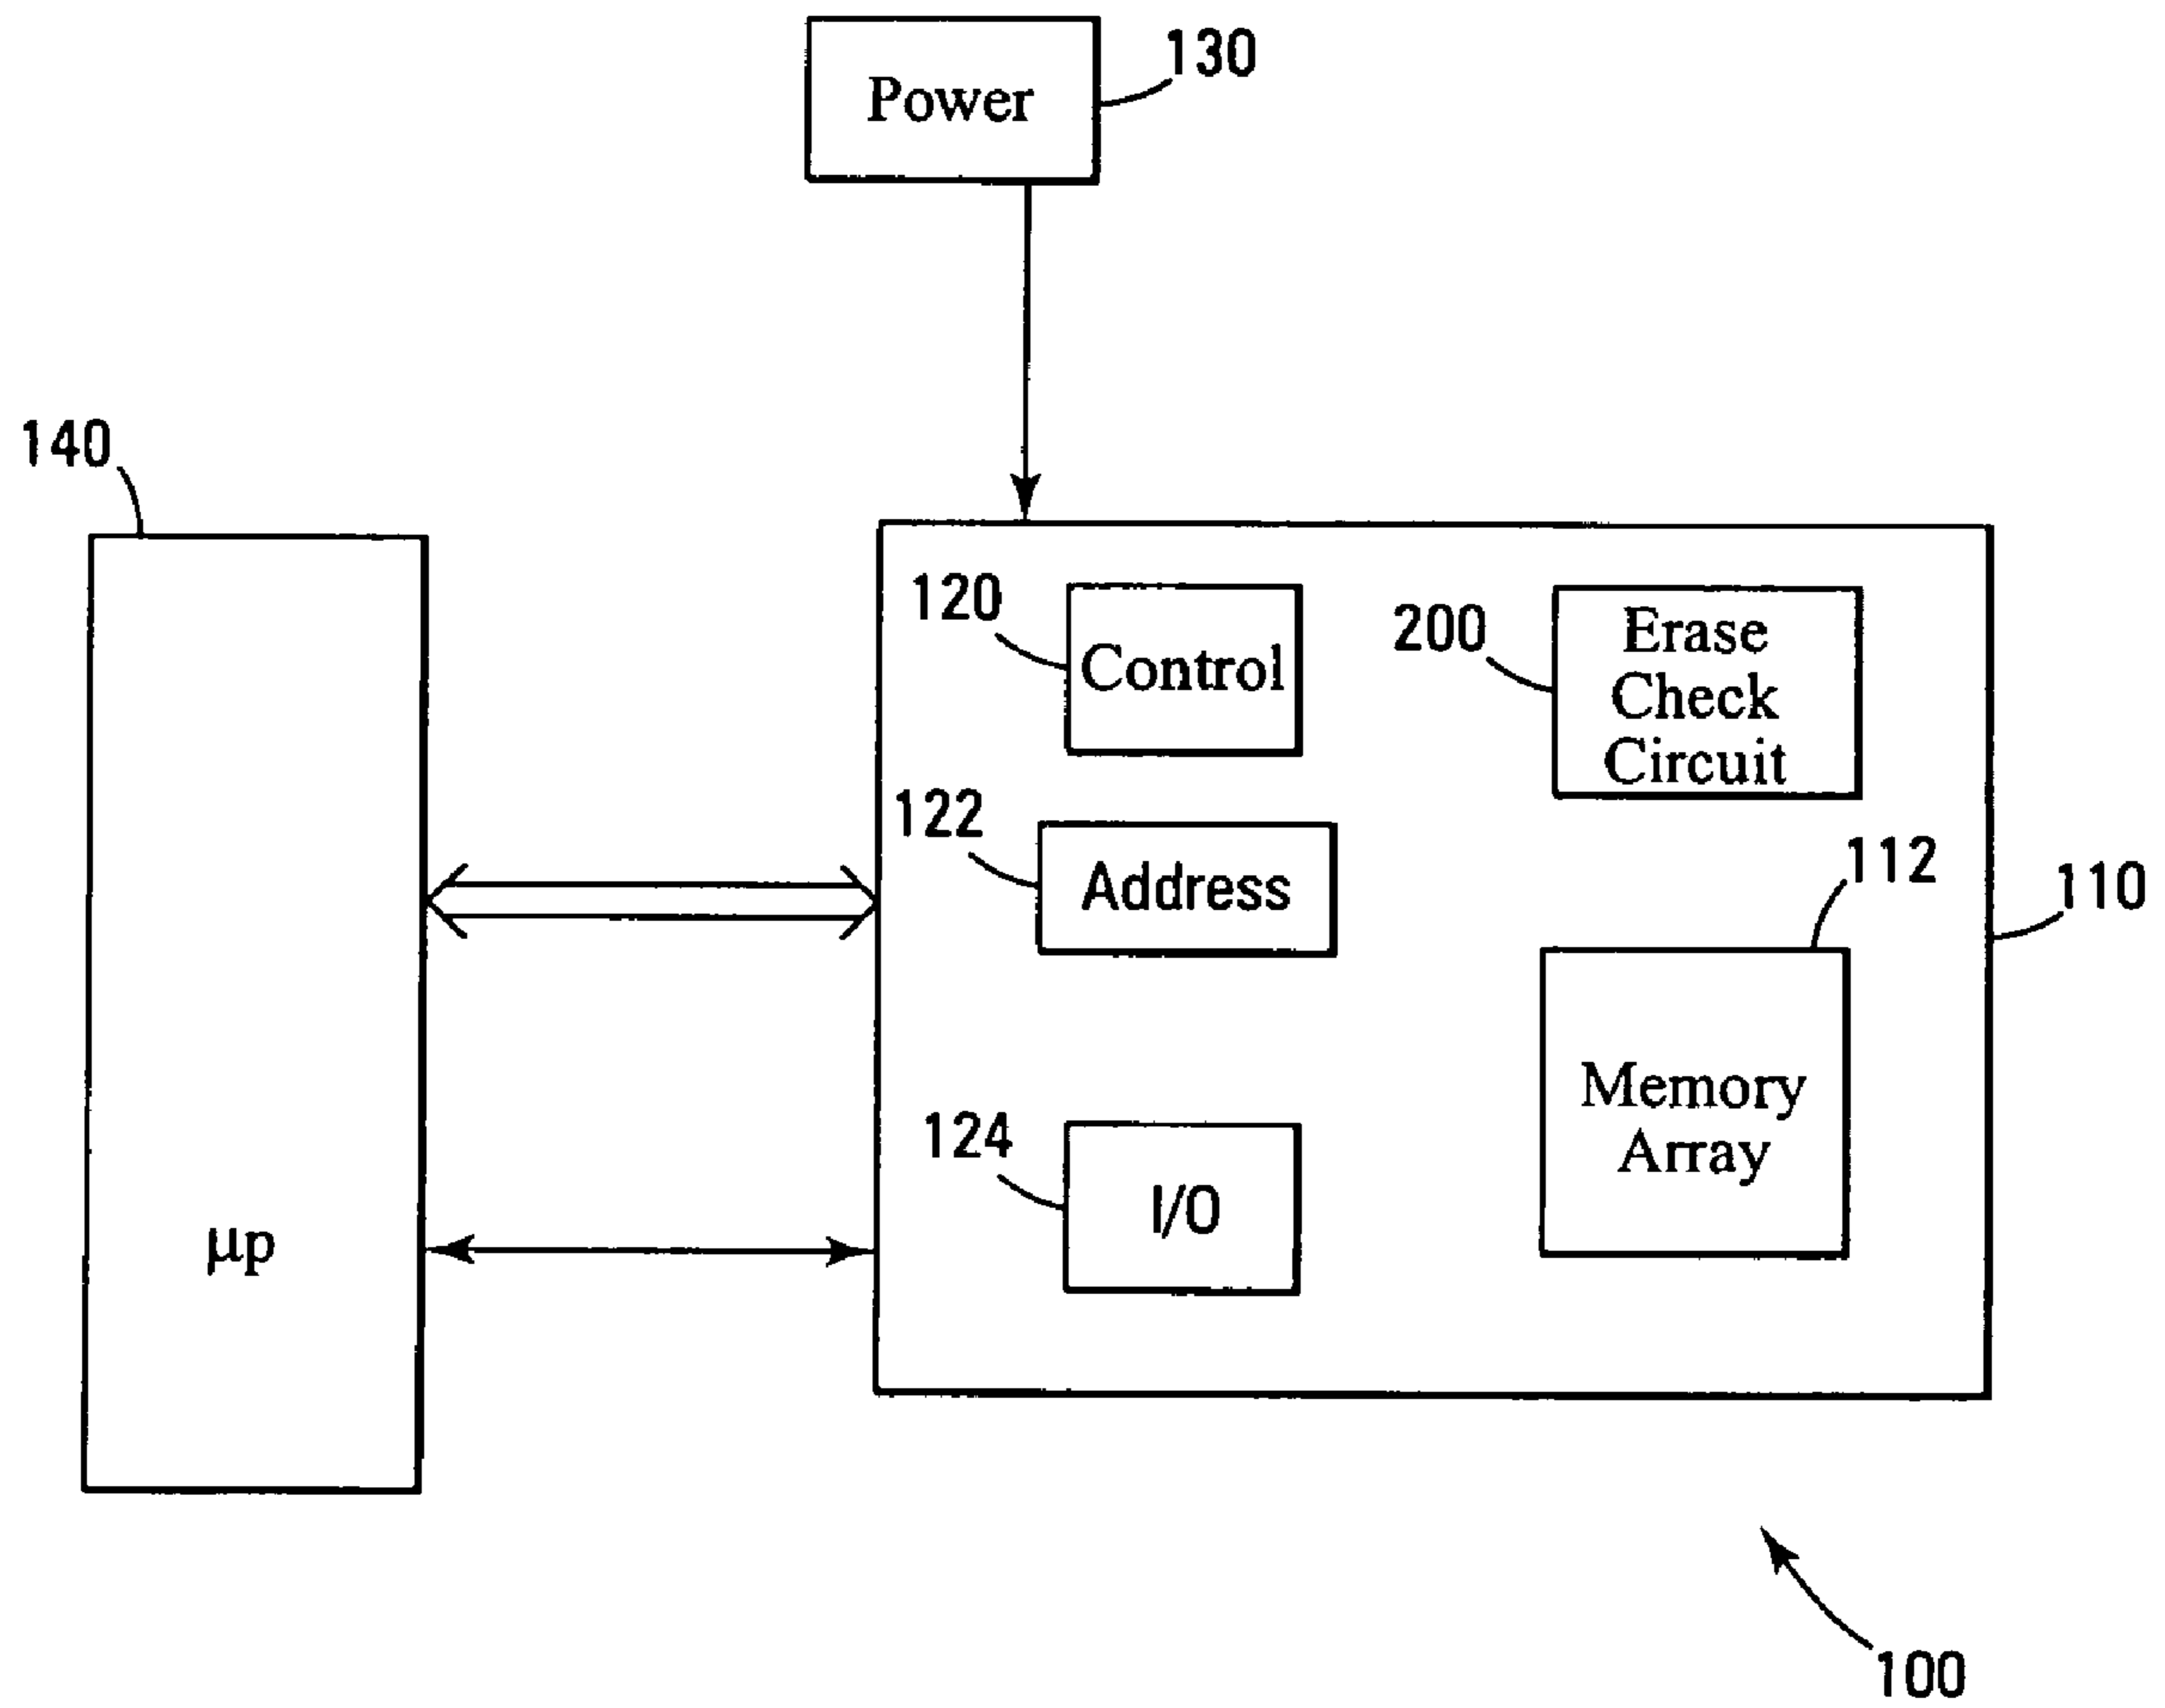 130
Power
140
120
Control
200
Erase
Check
Circuit
122
Address
112
110
Memory
Array
124
I/O
µp
100